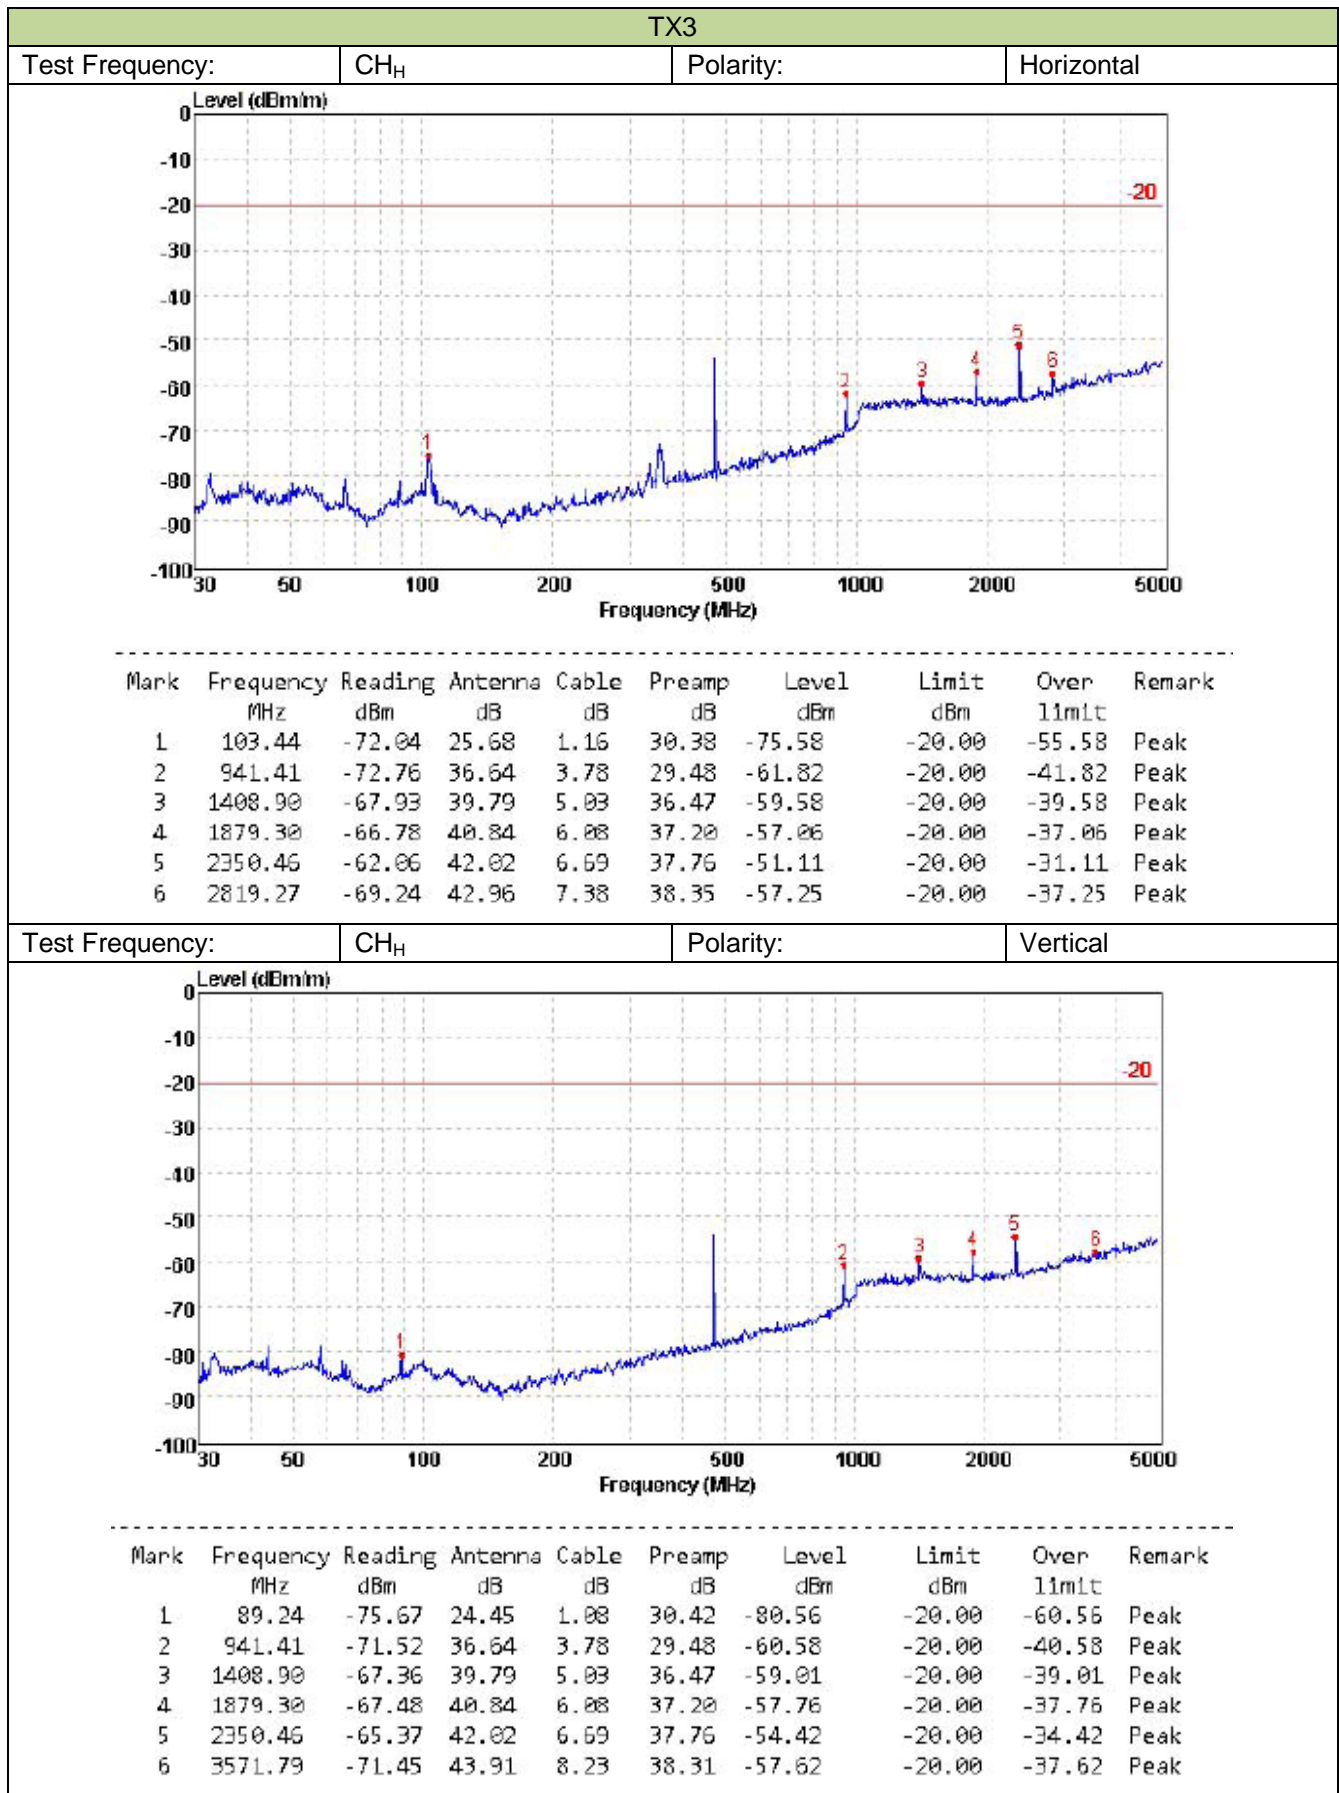 TX3
Test Frequency: CHH Polarity: Horizontal
Level (dBm/m)
0
-10
-20
-20
-30
-40
-50
5
4
6
-60
3
2
-70
1
-80
-90
-100
30 50 100 200 500 1000 2000 5000
Frequency (MHz)
Mark Frequency Reading Antenna Cable Preamp Level Limit Over Remark
MHz dBm dB dB dB dBm dBm limit
1 103.44 -72.04 25.68 1.16 30.38 -75.58 -20.00 -55.58 Peak
2 941.41 -72.76 36.64 3.78 29.48 -61.82 -20.00 -41.82 Peak
3 1408.90 -67.93 39.79 5.03 36.47 -59.58 -20.00 -39.58 Peak
4 1879.30 -66.78 40.84 6.08 37.20 -57.06 -20.00 -37.06 Peak
5 2350.46 -62.06 42.02 6.69 37.76 -51.11 -20.00 -31.11 Peak
6 2819.27 -69.24 42.96 7.38 38.35 -57.25 -20.00 -37.25 Peak
Test Frequency: CHH Polarity: Vertical
Level (dBm/m)
0
-10
-20
-20
-30
-40
-50
5
4
6
3
2
-60
-70
1
-80
-90
-100
30 50 100 200 500 1000 2000 5000
Frequency (MHz)
Mark Frequency Reading Antenna Cable Preamp Level Limit Over Remark
MHz dBm dB dB dB dBm dBm limit
1 89.24 -75.67 24.45 1.08 30.42 -80.56 -20.00 -60.56 Peak
2 941.41 -71.52 36.64 3.78 29.48 -60.58 -20.00 -40.58 Peak
3 1408.90 -67.36 39.79 5.03 36.47 -59.01 -20.00 -39.01 Peak
4 1879.30 -67.48 40.84 6.08 37.20 -57.76 -20.00 -37.76 Peak
5 2350.46 -65.37 42.02 6.69 37.76 -54.42 -20.00 -34.42 Peak
6 3571.79 -71.45 43.91 8.23 38.31 -57.62 -20.00 -37.62 Peak